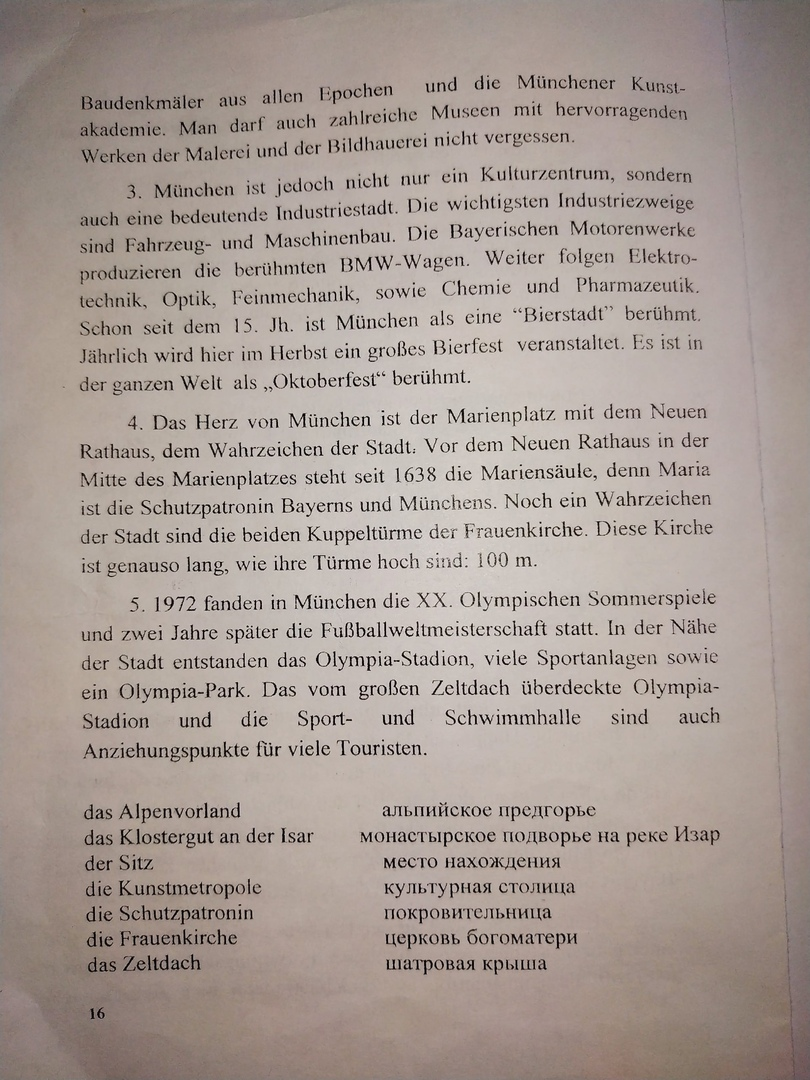 Baudenkmäler aus allen Epochen und die Münchener Kunst-
akademie. Man darf auch zahlreiche Museen mit hervorragenden
Werken der Malerei und der Bildhauerei nicht vergessen.
3. München ist jedoch nicht nur ein Kulturzentrum, sondern
auch eine bedeutende Industriestadt. Die wichtigsten Industriezweige
sind Fahrzeug- und Maschinenbau. Die Bayerischen Motorenwerke
produzieren die berühmten BMW-Wagen. Weiter folgen Elektro-
technik, Optik, Feinmechanik, sowie Chemie und Pharmazeutik.
Schon seit dem 15. Jh. ist München als eine “Bierstadt” berühmt.
Jährlich wird hier im Herbst ein großes Bierfest veranstaltet. Es ist in
der ganzen Welt als „Oktoberfest“ berühmt.
4. Das Herz von München ist der Marienplatz mit dem Neuen
Rathaus, dem Wahrzeichen der Stadt. Vor dem Neuen Rathaus in der
Mitte des Marienplatzes steht seit 1638 die Mariensäule, denn Maria
ist die Schutzpatronin Bayerns und Münchens. Noch ein Wahrzeichen
der Stadt sind die beiden Kuppeltürme der Frauenkirche. Diese Kirche
ist genauso lang, wie ihre Türme hoch sind: 100 m.
5. 1972 fanden in München die XX. Olympischen Sommerspiele
und zwei Jahre später die Fußballweltmeisterschaft statt. In der Nähe
der Stadt entstanden das Olympia-Stadion, viele Sportanlagen sowie
ein Olympia-Park. Das vom großen Zeltdach überdeckte Olympia-
Stadion und die Sport- und Schwimmhalle sind auch
Anziehungspunkte für viele Touristen.
das Alpenvorland альпийское предгорье
das Klostergut an der Isar монастырское подворье на реке Изар
der Sitz место нахождения
die Kunstmetropole культурная столица
die Schutzpatronin покровительница
die Frauenkirche церковь богоматери
das Zeltdach шатровая крыша
16